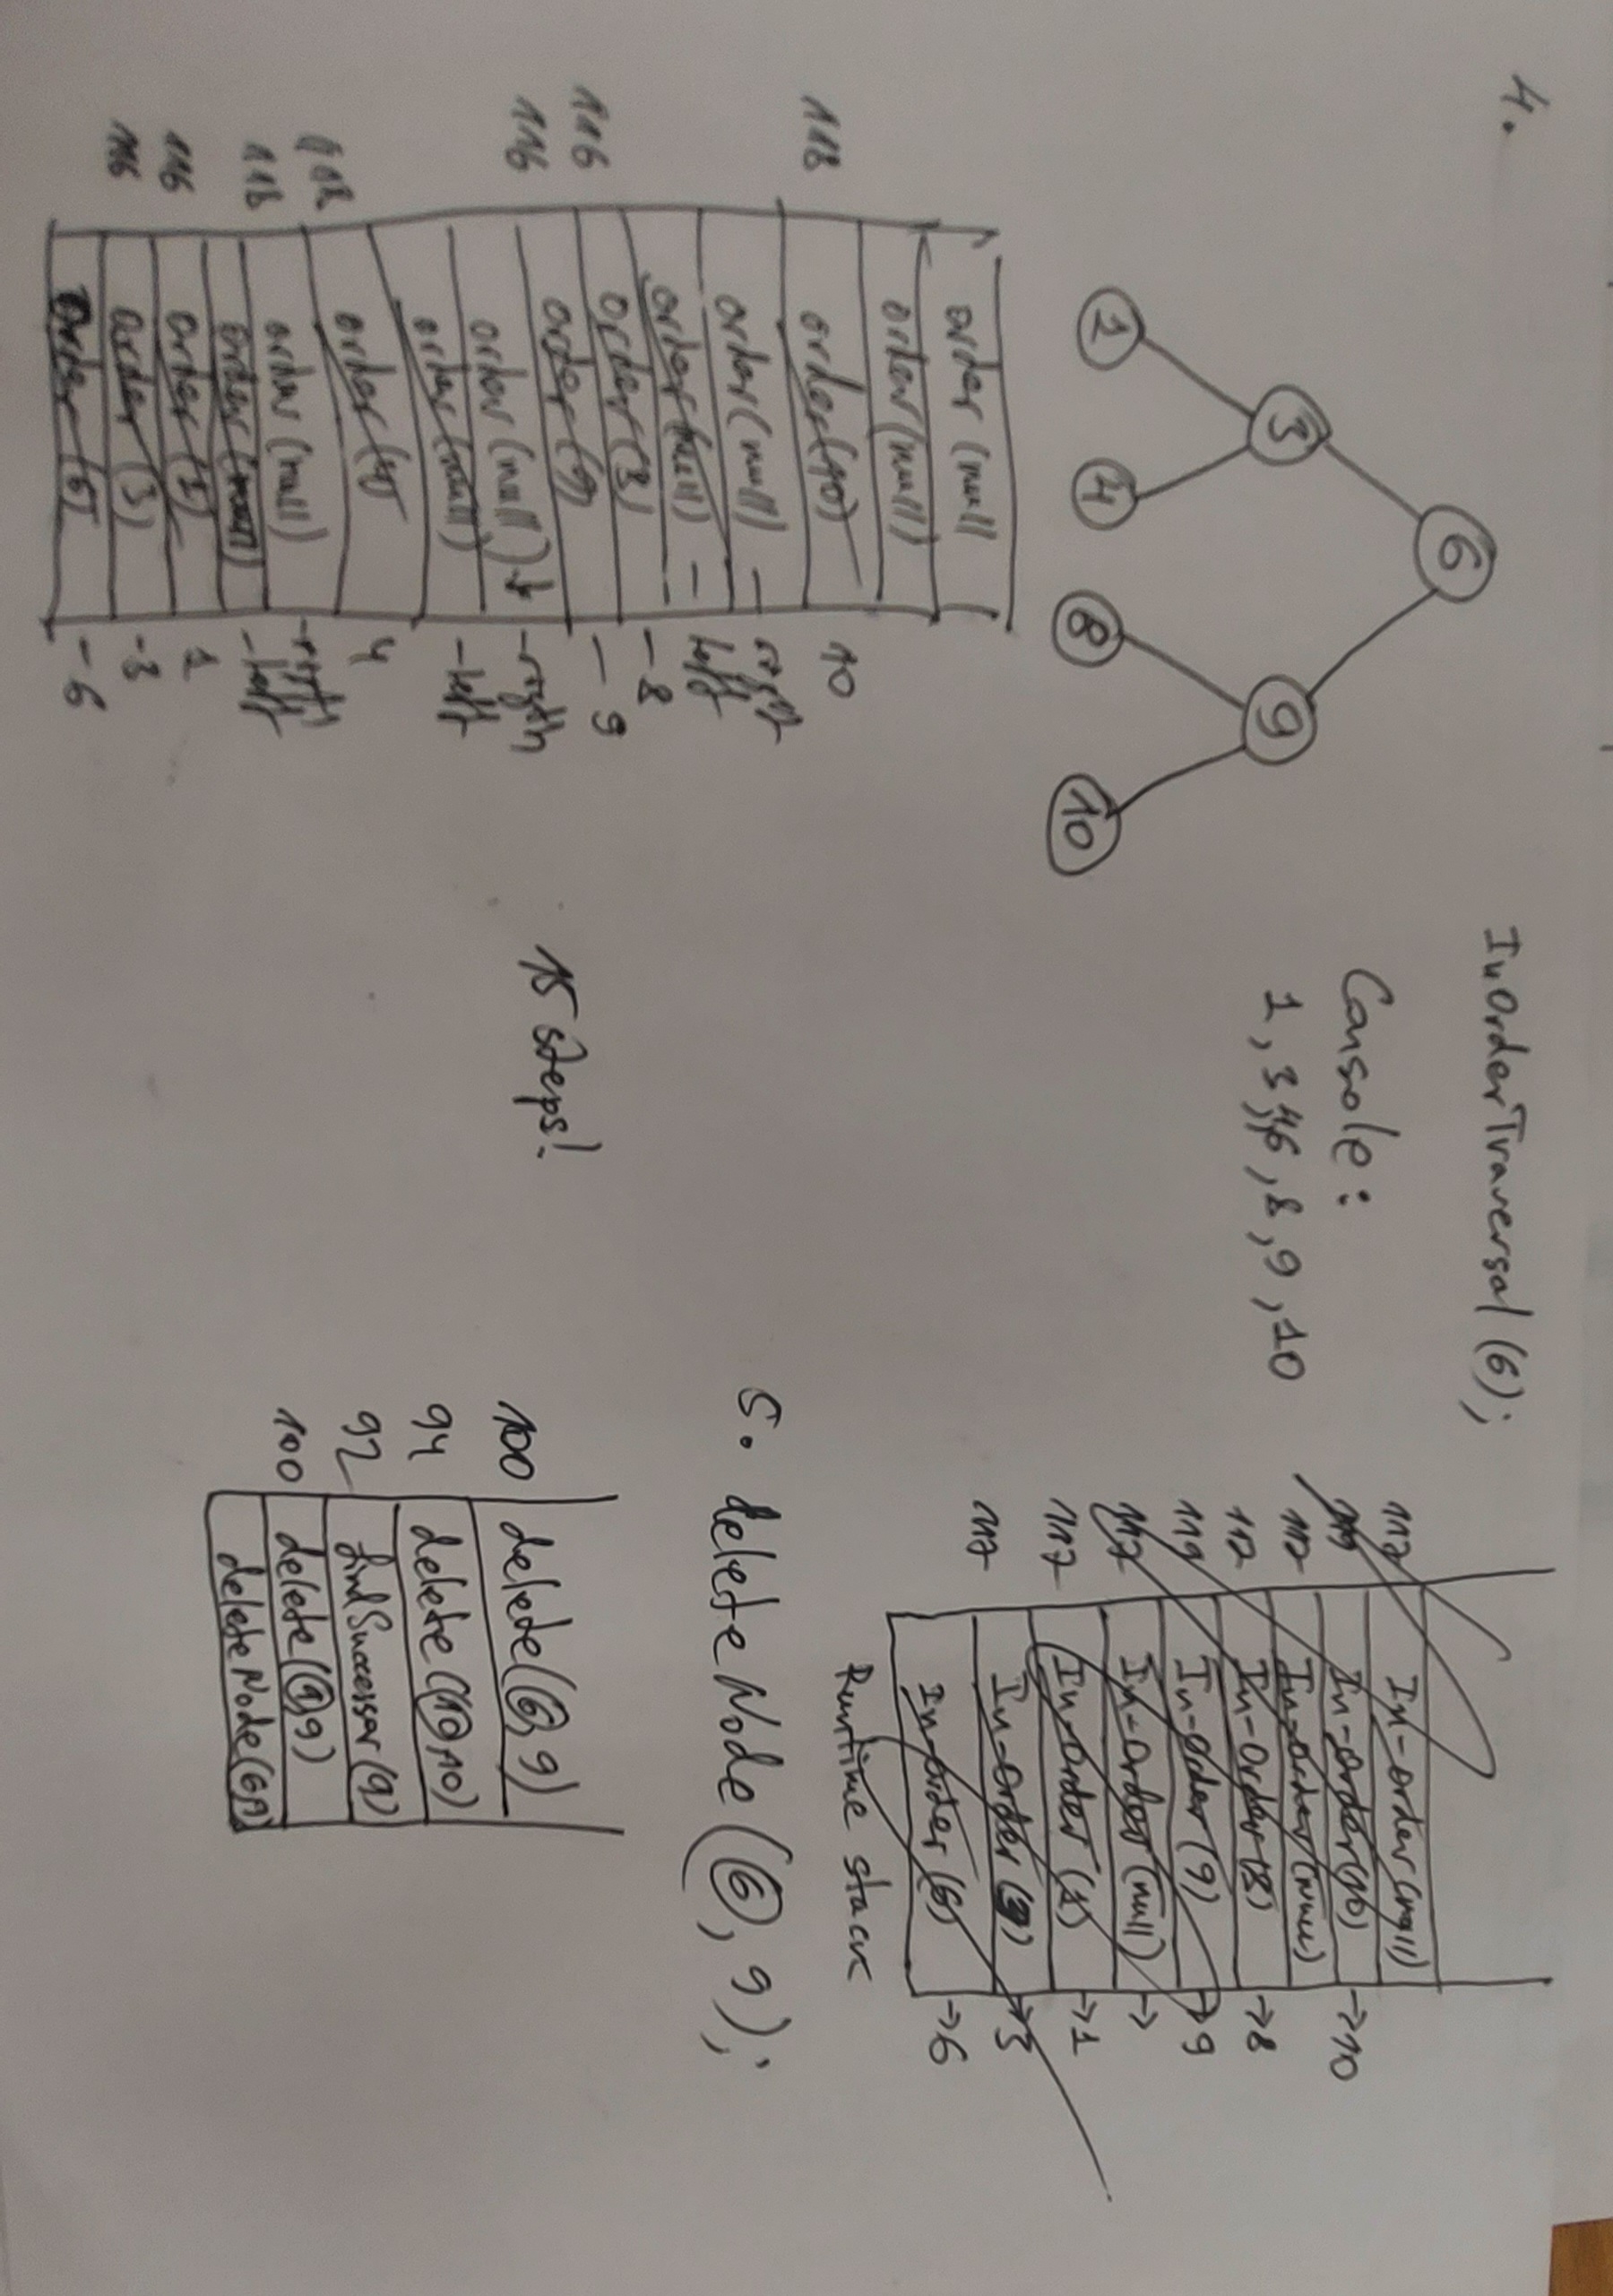 4.
6
3
9
1
4
8
10
InOrderTraversal (6);
Console:
1, 3, 4, 6, 8, 9, 10
117 In-order (null)
119 In-order (10) →10
117 In-Order (null)
117 In-Order (8) →8
119 In-Order (9) →9
117 In-Order (null) →
117 In-order (1) →1
117 In-Order (3) →3
In-order (6) →6
Runtime stack
order (null
order (null)
118 order (10) 10
order (null) -
order (null) - left
order (8) - 8
116 order (9) - 9
116 order (null) ↓ -rigth
order (null) -left
order (4) 4
118 order (null)
118 order (null) -left
116 order (1) 1
116 order (3) -3
order (6) -6
15 steps!
5. deleteNode (6, 9);
100 delete (6, 9)
94 delete (10, 10)
92 findSuccessor (9)
100 delete (9, 9)
deleteNode (6,9)